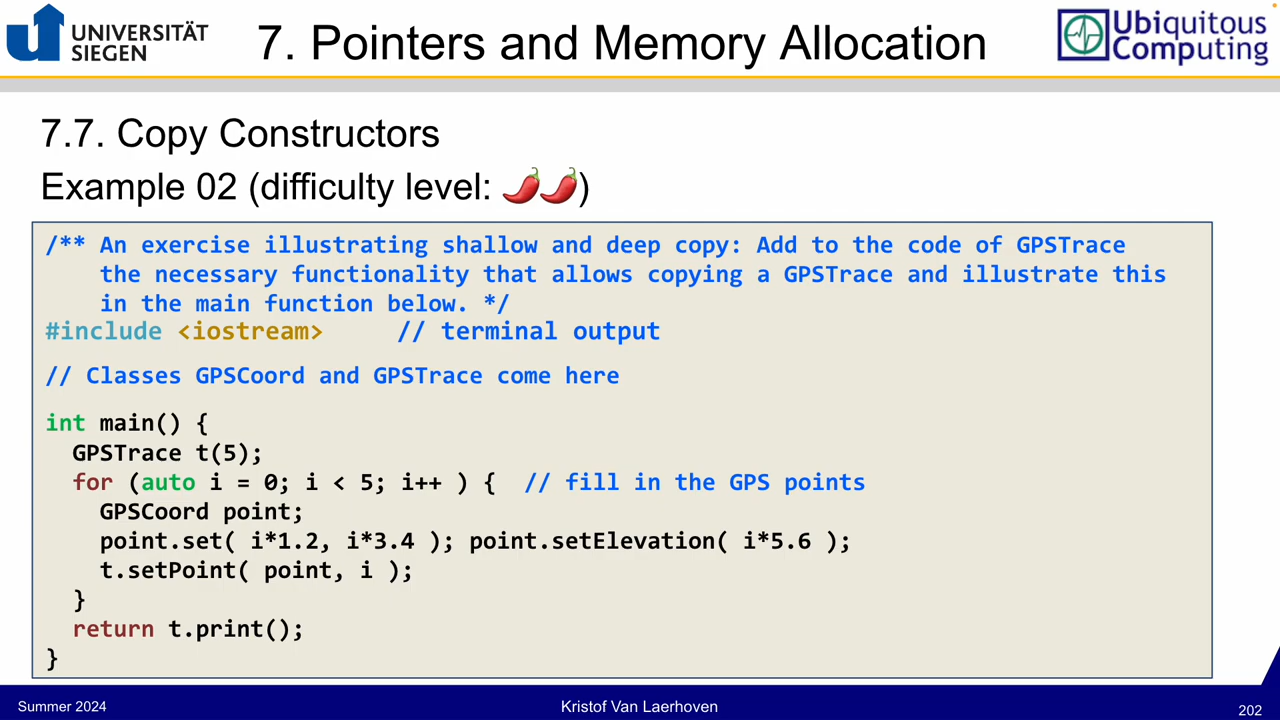 UNIVERSITÄT
SIEGEN
7. Pointers and Memory Allocation
Ubiquitous
Computing
7.7. Copy Constructors
Example 02 (difficulty level: 🌶️🌶️)
/** An exercise illustrating shallow and deep copy: Add to the code of GPSTrace
    the necessary functionality that allows copying a GPSTrace and illustrate this
    in the main function below. */
#include <iostream>     // terminal output
// Classes GPSCoord and GPSTrace come here
int main() {
  GPSTrace t(5);
  for (auto i = 0; i < 5; i++ ) {  // fill in the GPS points
    GPSCoord point;
    point.set( i*1.2, i*3.4 ); point.setElevation( i*5.6 );
    t.setPoint( point, i );
  }
  return t.print();
}
Summer 2024
Kristof Van Laerhoven
202